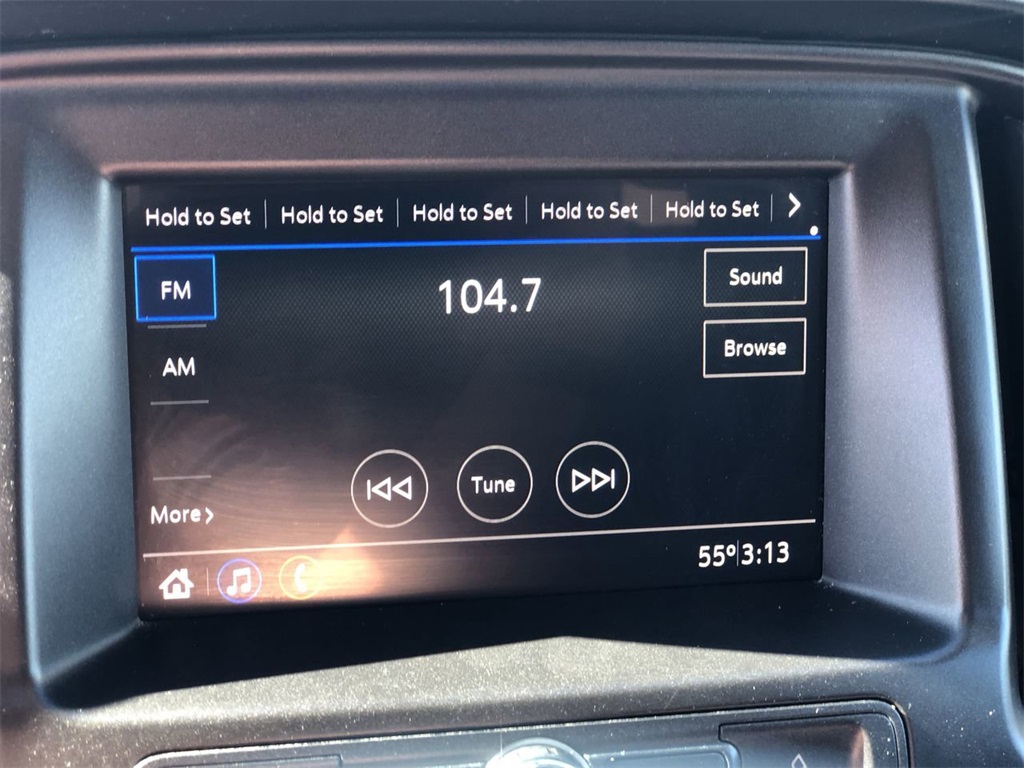 Hold to Set Hold to Set Hold to Set Hold to Set Hold to Set >
FM 104.7 Sound
AM Browse
Tune
More >
55° 3:13